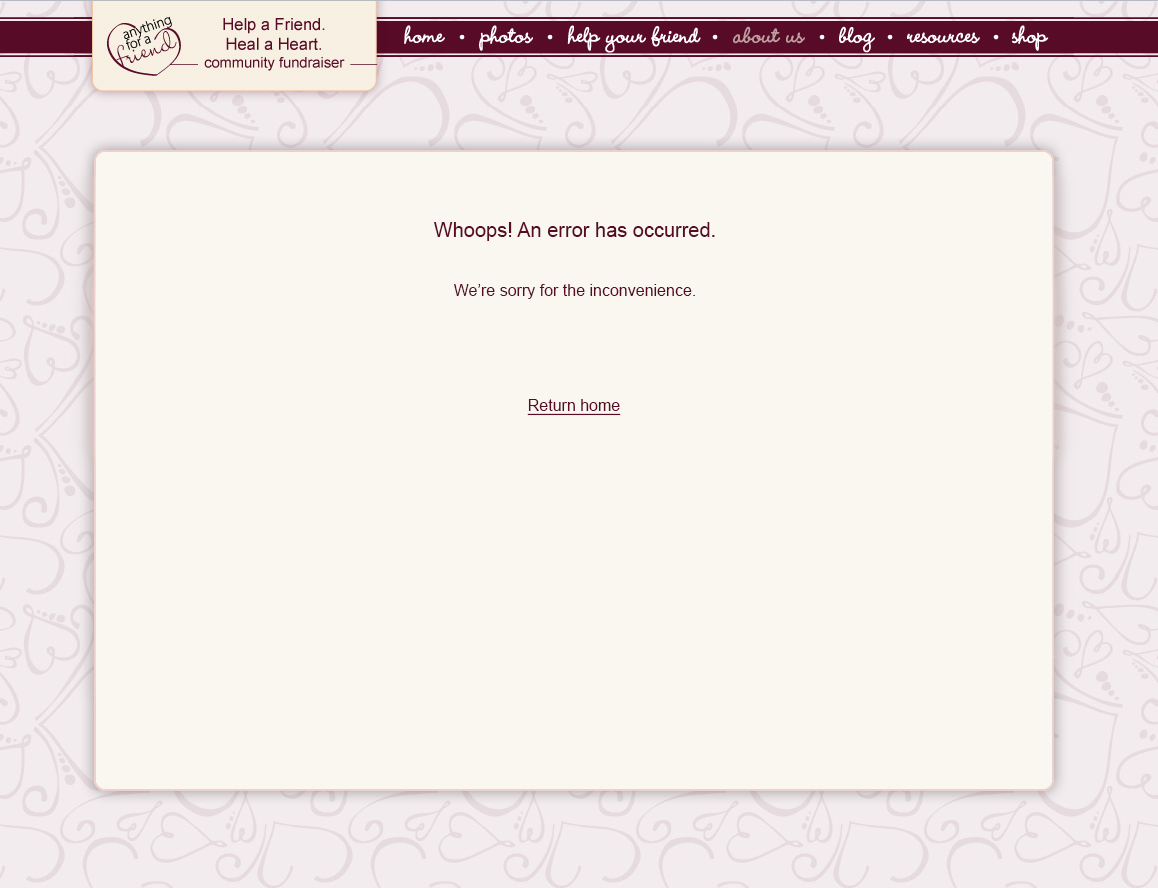 anything
for a
friend
Help a Friend.
Heal a Heart.
community fundraiser
home • photos • help your friend • about us • blog • resources • shop
Whoops! An error has occurred.
We’re sorry for the inconvenience.
Return home